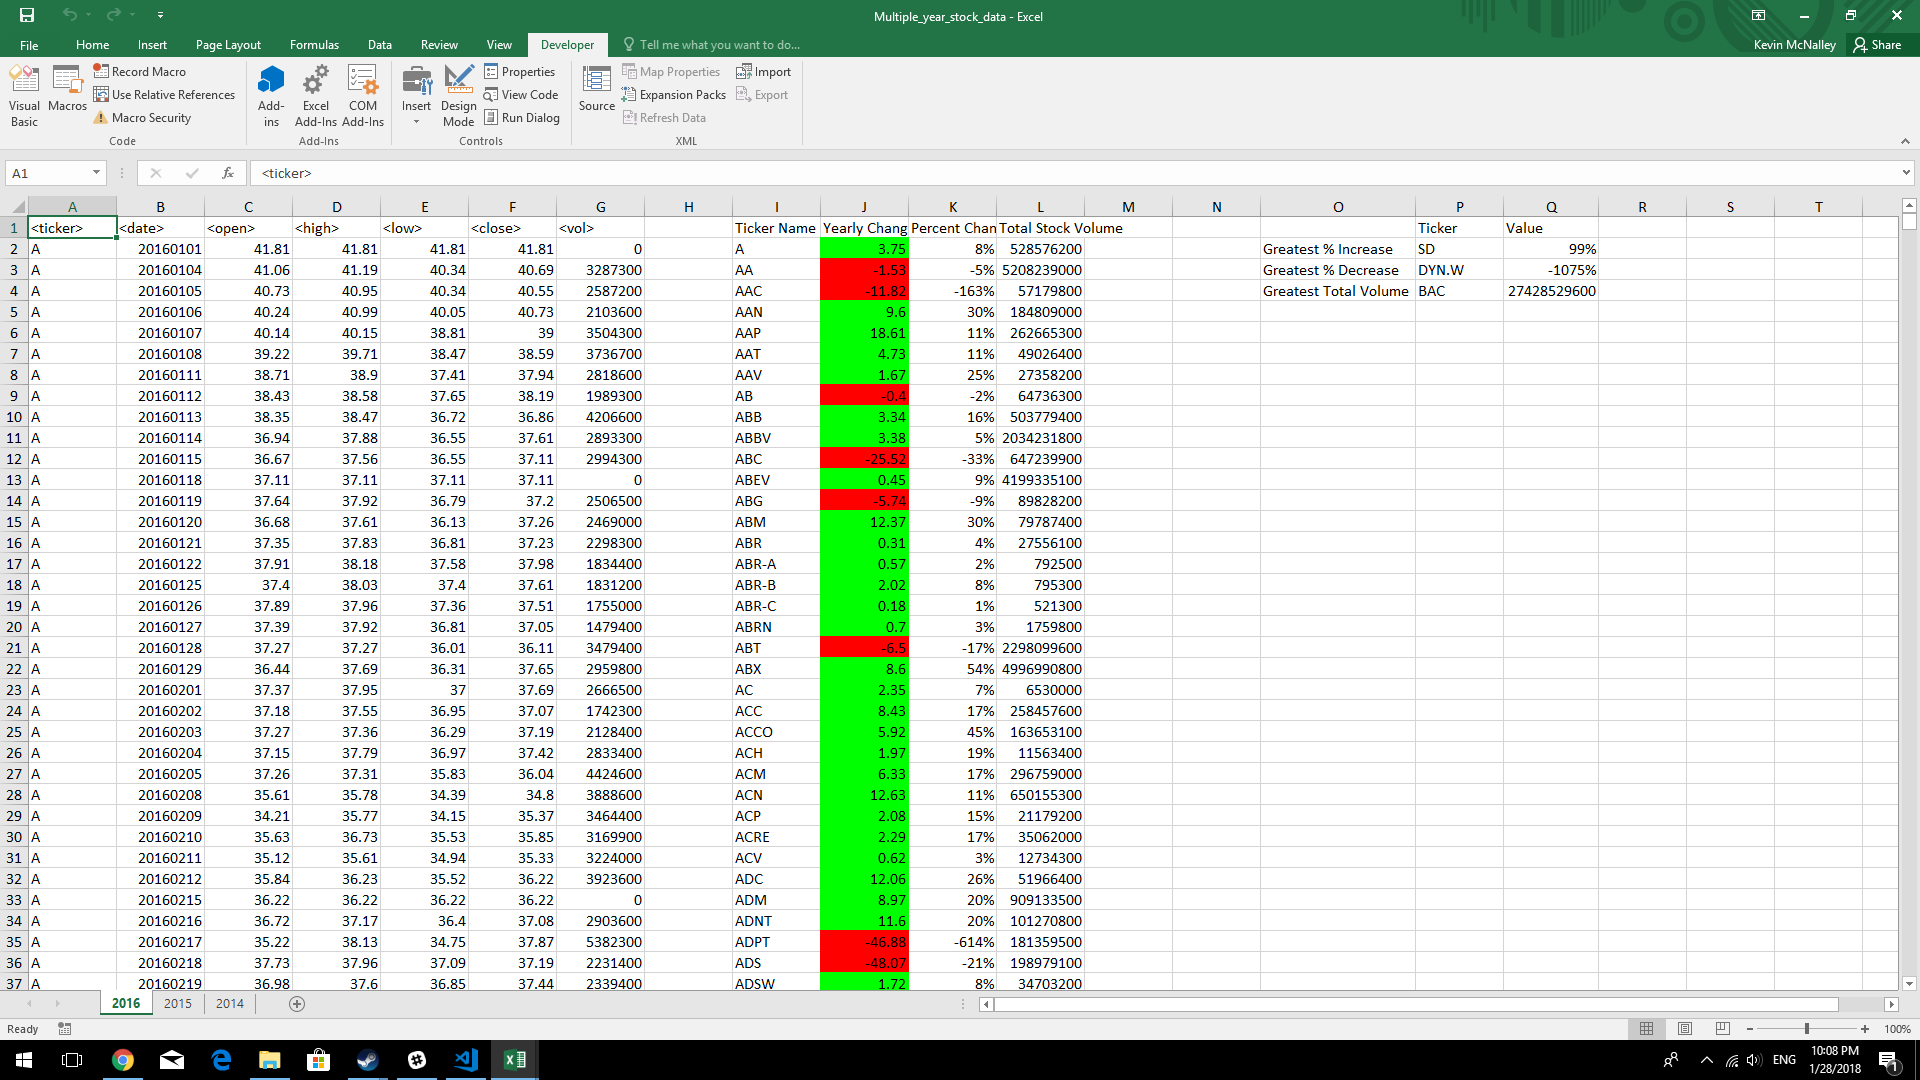 Multiple_year_stock_data - Excel
File Home Insert Page Layout Formulas Data Review View Developer Tell me what you want to do... Kevin McNalley Share
Visual Basic Macros Record Macro Use Relative References Macro Security Code
Add-ins Excel Add-Ins COM Add-Ins Add-Ins
Insert Design Mode Properties View Code Run Dialog Controls
Source Map Properties Expansion Packs Refresh Data Import Export XML
A1 fx <ticker>
A B C D E F G H I J K L M N O P Q R S T
1 <ticker> <date> <open> <high> <low> <close> <vol> Ticker Name Yearly Chang Percent Chan Total Stock Volume Ticker Value
2 A 20160101 41.81 41.81 41.81 41.81 0 A 3.75 8% 528576200 Greatest % Increase SD 99%
3 A 20160104 41.06 41.19 40.34 40.69 3287300 AA -1.53 -5% 5208239000 Greatest % Decrease DYN.W -1075%
4 A 20160105 40.73 40.95 40.34 40.55 2587200 AAC -11.82 -163% 57179800 Greatest Total Volume BAC 27428529600
5 A 20160106 40.24 40.99 40.05 40.73 2103600 AAN 9.6 30% 184809000
6 A 20160107 40.14 40.15 38.81 39 3504300 AAP 18.61 11% 262665300
7 A 20160108 39.22 39.71 38.47 38.59 3736700 AAT 4.73 11% 49026400
8 A 20160111 38.71 38.9 37.41 37.94 2818600 AAV 1.67 25% 27358200
9 A 20160112 38.43 38.58 37.65 38.19 1989300 AB -0.4 -2% 64736300
10 A 20160113 38.35 38.47 36.72 36.86 4206600 ABB 3.34 16% 503779400
11 A 20160114 36.94 37.88 36.55 37.61 2893300 ABBV 3.38 5% 2034231800
12 A 20160115 36.67 37.56 36.55 37.11 2994300 ABC -25.52 -33% 647239900
13 A 20160118 37.11 37.11 37.11 37.11 0 ABEV 0.45 9% 4199335100
14 A 20160119 37.64 37.92 36.79 37.2 2506500 ABG -5.74 -9% 89828200
15 A 20160120 36.68 37.61 36.13 37.26 2469000 ABM 12.37 30% 79787400
16 A 20160121 37.35 37.83 36.81 37.23 2298300 ABR 0.31 4% 27556100
17 A 20160122 37.91 38.18 37.58 37.98 1834400 ABR-A 0.57 2% 792500
18 A 20160125 37.4 38.03 37.4 37.61 1831200 ABR-B 2.02 8% 795300
19 A 20160126 37.89 37.96 37.36 37.51 1755000 ABR-C 0.18 1% 521300
20 A 20160127 37.39 37.92 36.81 37.05 1479400 ABRN 0.7 3% 1759800
21 A 20160128 37.27 37.27 36.01 36.11 3479400 ABT -6.5 -17% 2298099600
22 A 20160129 36.44 37.69 36.31 37.65 2959800 ABX 8.6 54% 4996990800
23 A 20160201 37.37 37.95 37 37.69 2666500 AC 2.35 7% 6530000
24 A 20160202 37.18 37.55 36.95 37.07 1742300 ACC 8.43 17% 258457600
25 A 20160203 37.27 37.36 36.29 37.19 2128400 ACCO 5.92 45% 163653100
26 A 20160204 37.15 37.79 36.97 37.42 2833400 ACH 1.97 19% 11563400
27 A 20160205 37.26 37.31 35.83 36.04 4424600 ACM 6.33 17% 296759000
28 A 20160208 35.61 35.78 34.39 34.8 3888600 ACN 12.63 11% 650155300
29 A 20160209 34.21 35.77 34.15 35.37 3464400 ACP 2.08 15% 21179200
30 A 20160210 35.63 36.73 35.53 35.85 3169900 ACRE 2.29 17% 35062000
31 A 20160211 35.12 35.61 34.94 35.33 3224000 ACV 0.62 3% 12734300
32 A 20160212 35.84 36.23 35.52 36.22 3923600 ADC 12.06 26% 51966400
33 A 20160215 36.22 36.22 36.22 36.22 0 ADM 8.97 20% 909133500
34 A 20160216 36.72 37.17 36.4 37.08 2903600 ADNT 11.6 20% 101270800
35 A 20160217 35.22 38.13 34.75 37.87 5382300 ADPT -46.88 -614% 181359500
36 A 20160218 37.73 37.96 37.09 37.19 2231400 ADS -48.07 -21% 198979100
37 A 20160219 36.98 37.6 36.85 37.44 2339400 ADSW 1.72 8% 34703200
2016 2015 2014
Ready 100%
ENG 10:08 PM 1/28/2018 1